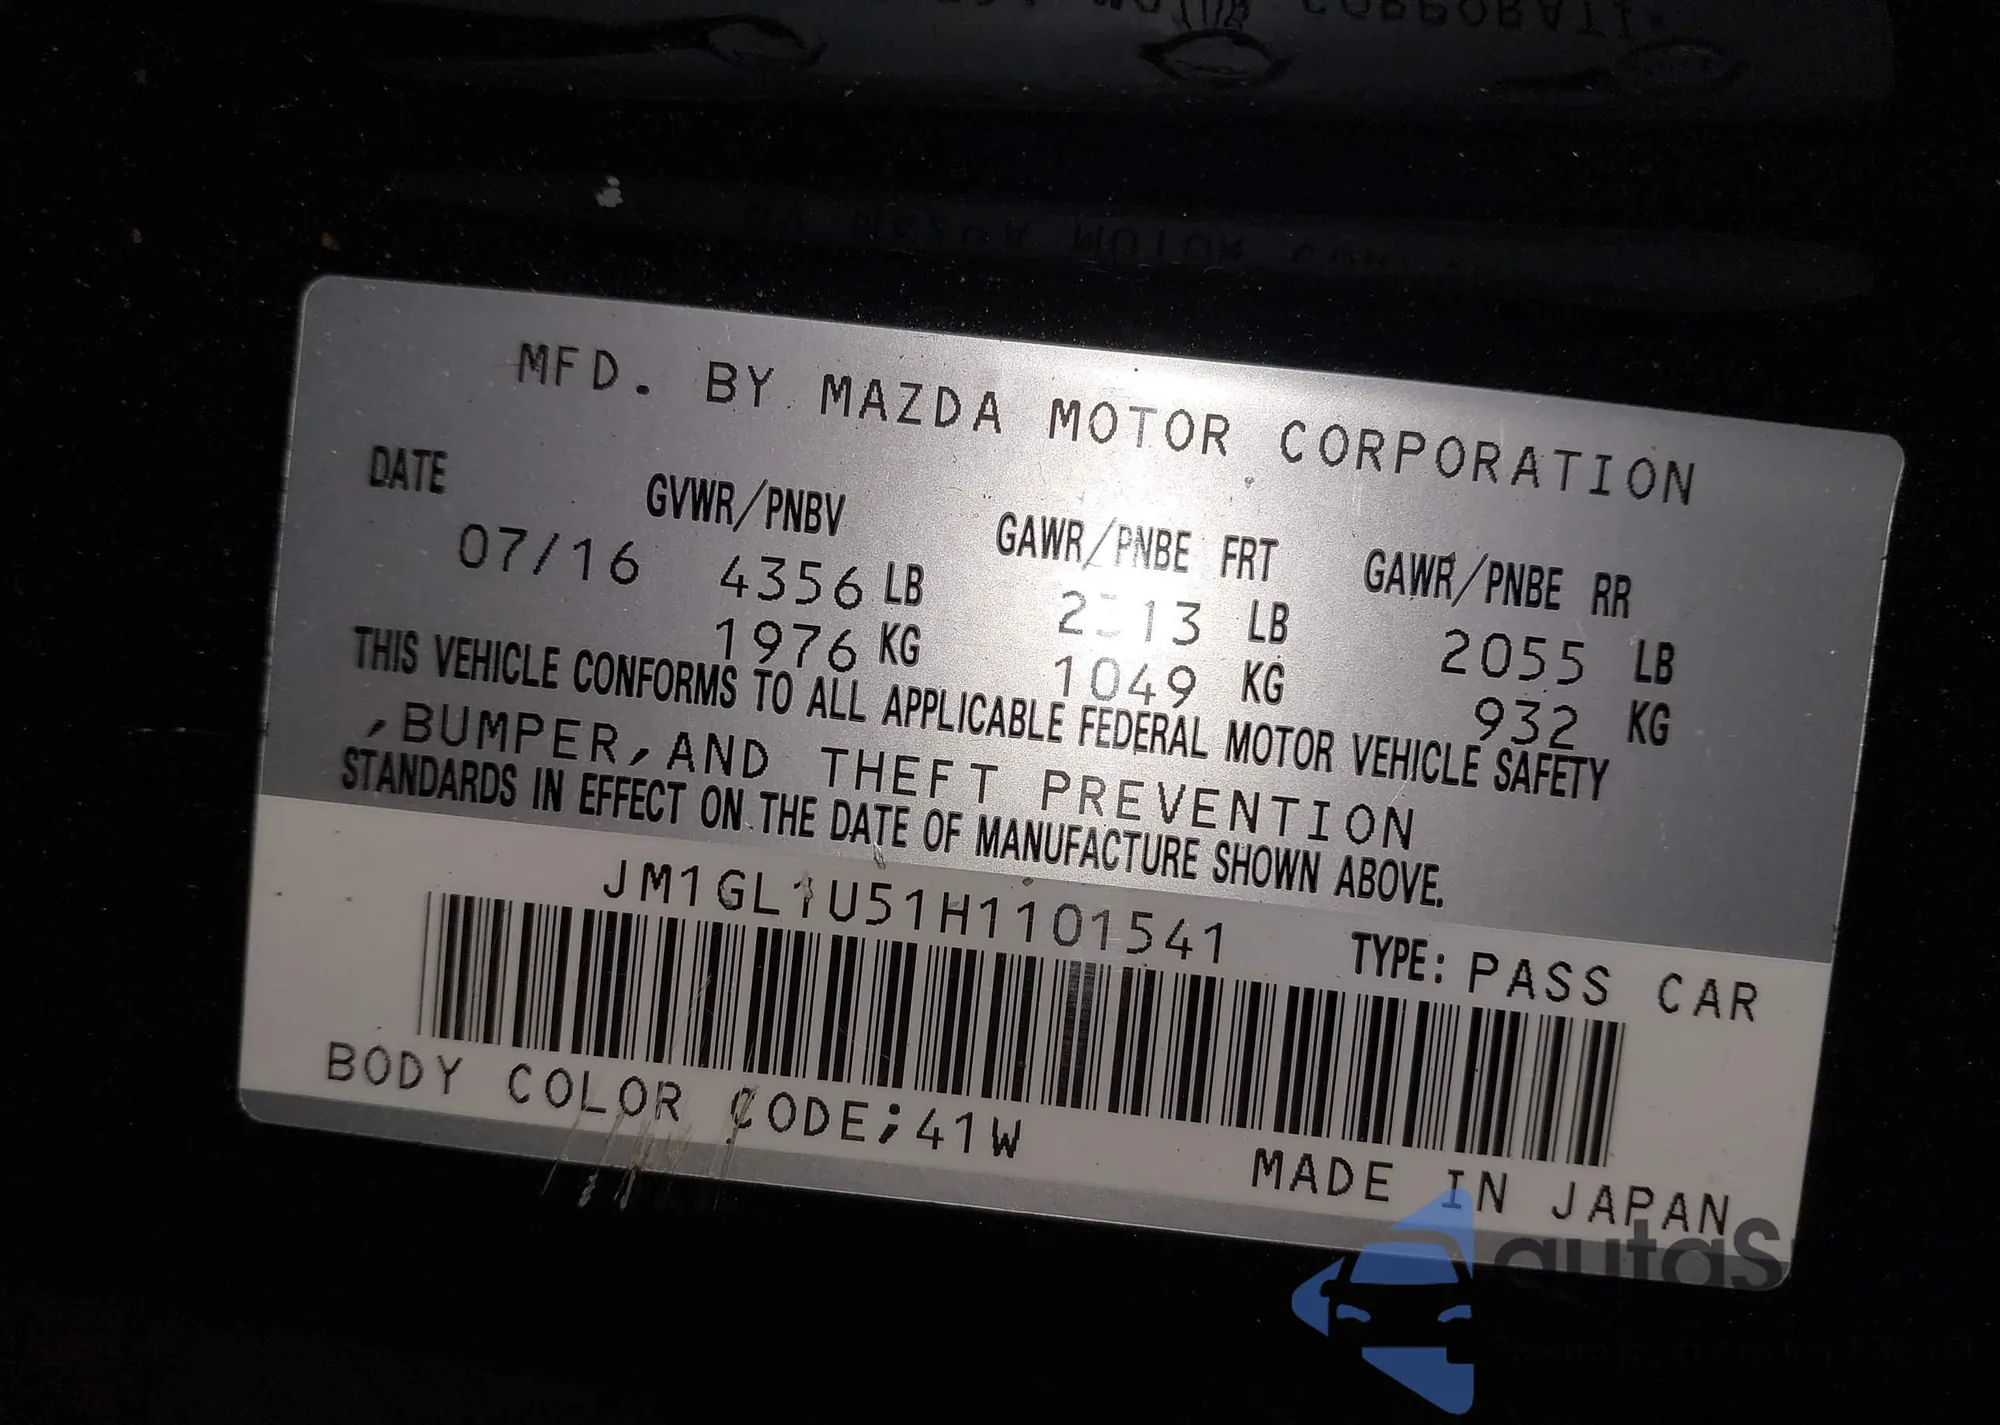 MFD. BY MAZDA MOTOR CORPORATION
DATE GVWR/PNBV GAWR/PNBE FRT GAWR/PNBE RR
07/16 4356 LB LB 2055 LB
1976 KG 1049 KG 932 KG
THIS VEHICLE CONFORMS TO ALL APPLICABLE FEDERAL MOTOR VEHICLE SAFETY
,BUMPER,AND THEFT PREVENTION
STANDARDS IN EFFECT ON THE DATE OF MANUFACTURE SHOWN ABOVE.
JM1GL1U51H1101541 TYPE: PASS CAR
BODY COLOR CODE;41W
MADE IN JAPAN